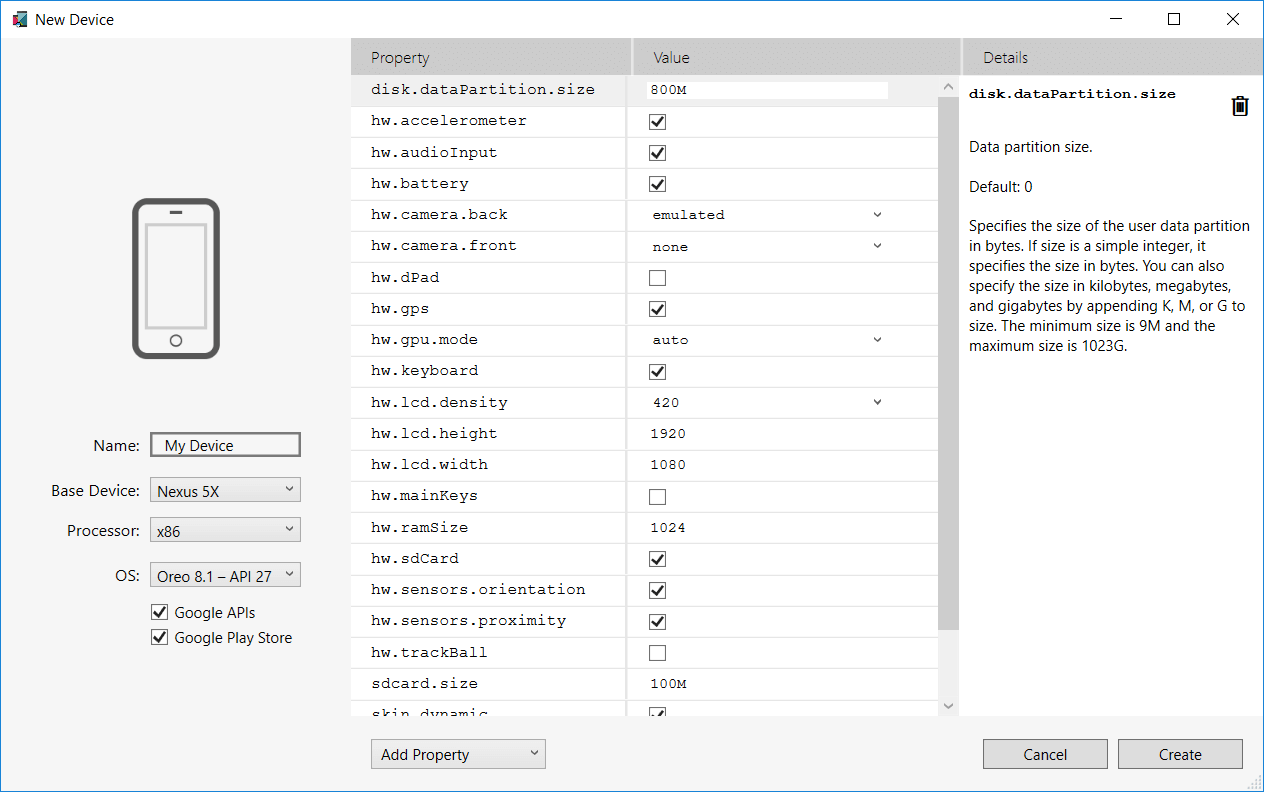 New Device
Property Value Details
disk.dataPartition.size 800M
hw.accelerometer
hw.audioInput
hw.battery
hw.camera.back emulated
hw.camera.front none
hw.dPad
hw.gps
hw.gpu.mode auto
hw.keyboard
hw.lcd.density 420
hw.lcd.height 1920
hw.lcd.width 1080
hw.mainKeys
hw.ramSize 1024
hw.sdCard
hw.sensors.orientation
hw.sensors.proximity
hw.trackBall
sdcard.size 100M
skin.dynamic
disk.dataPartition.size
Data partition size.
Default: 0
Specifies the size of the user data partition
in bytes. If size is a simple integer, it
specifies the size in bytes. You can also
specify the size in kilobytes, megabytes,
and gigabytes by appending K, M, or G to
size. The minimum size is 9M and the
maximum size is 1023G.
Name: My Device
Base Device: Nexus 5X
Processor: x86
OS: Oreo 8.1 – API 27
Google APIs
Google Play Store
Add Property
Cancel
Create